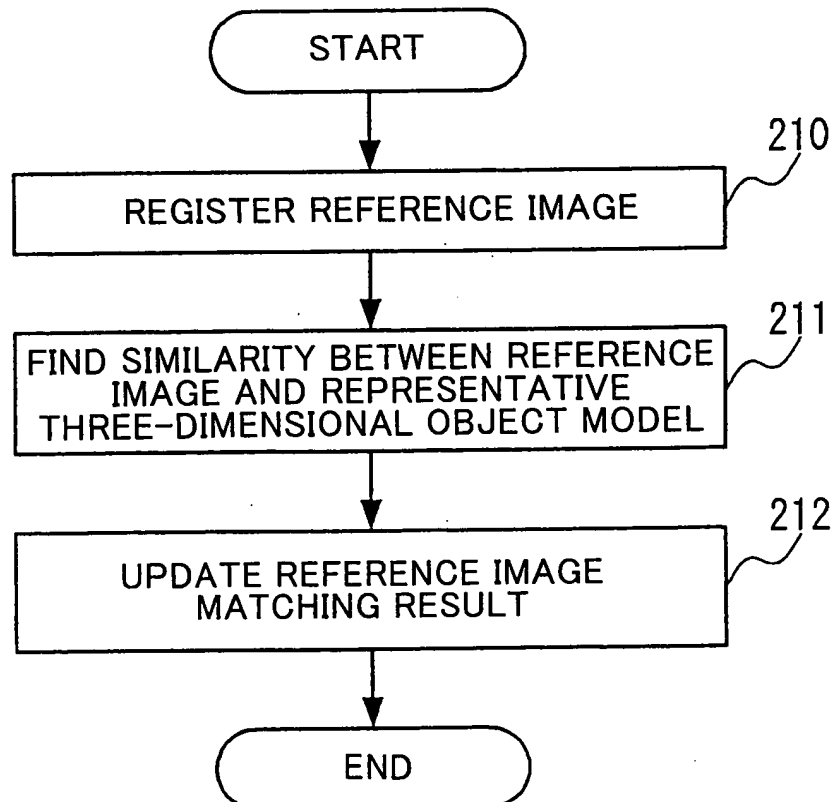 START
210
REGISTER REFERENCE IMAGE
211
FIND SIMILARITY BETWEEN REFERENCE
IMAGE AND REPRESENTATIVE
THREE-DIMENSIONAL OBJECT MODEL
212
UPDATE REFERENCE IMAGE
MATCHING RESULT
END